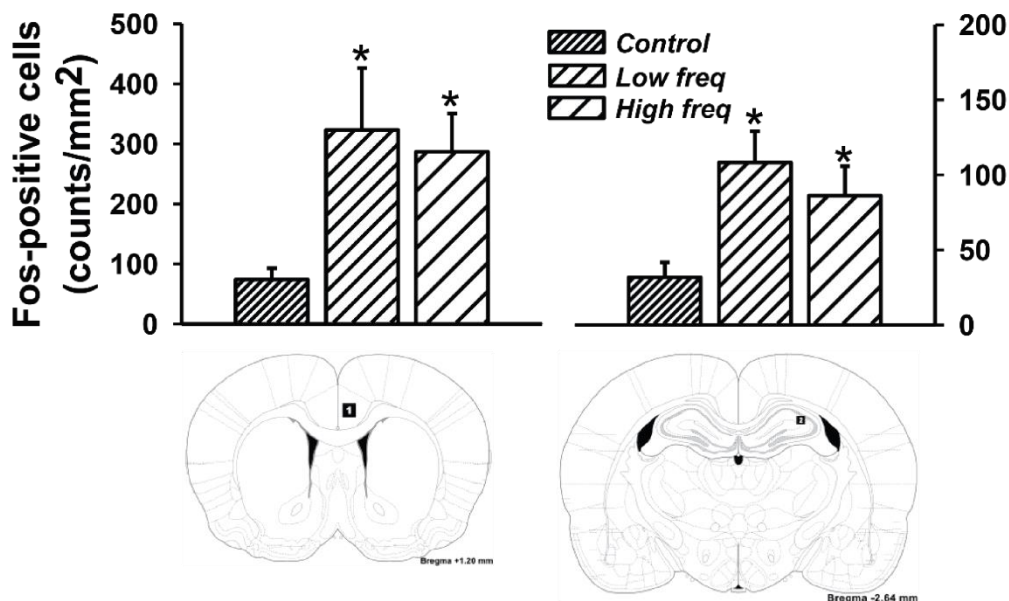 Fos-positive cells
(counts/mm2)
500
400
300
200
100
0
*
*
Control
Low freq
High freq
*
*
200
150
100
50
0
1
Bregma +1.20 mm
2
Bregma -2.64 mm